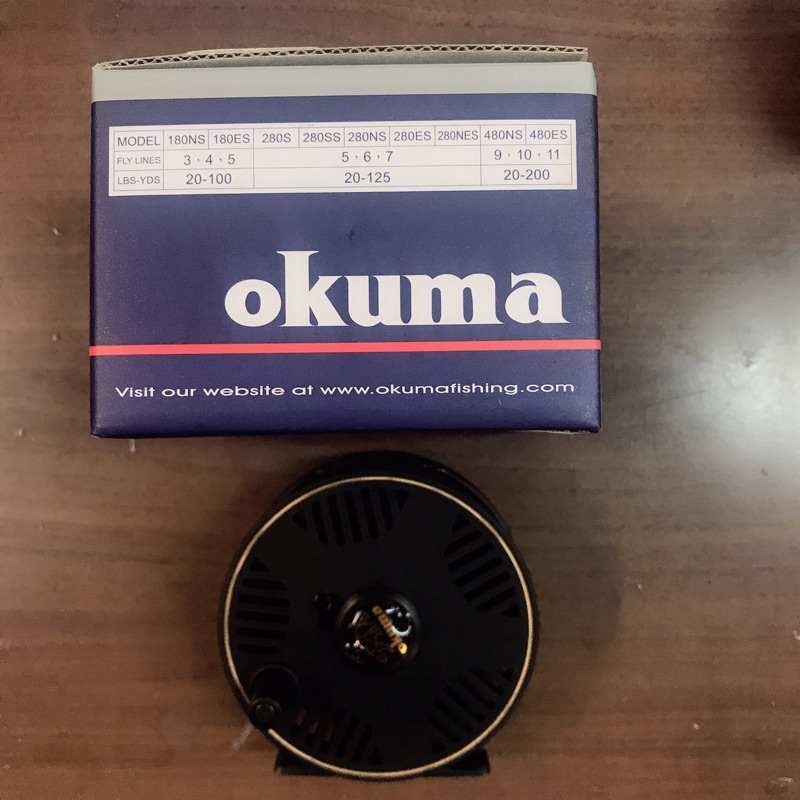 MODEL 180NS 180ES 280S 280SS 280NS 280ES 280NES 480NS 480ES
FLY LINES 3,4,5 5,6,7 9,10,11
LBS-YDS 20-100 20-125 20-200
okuma
Visit our website at www.okumafishing.com
okuma